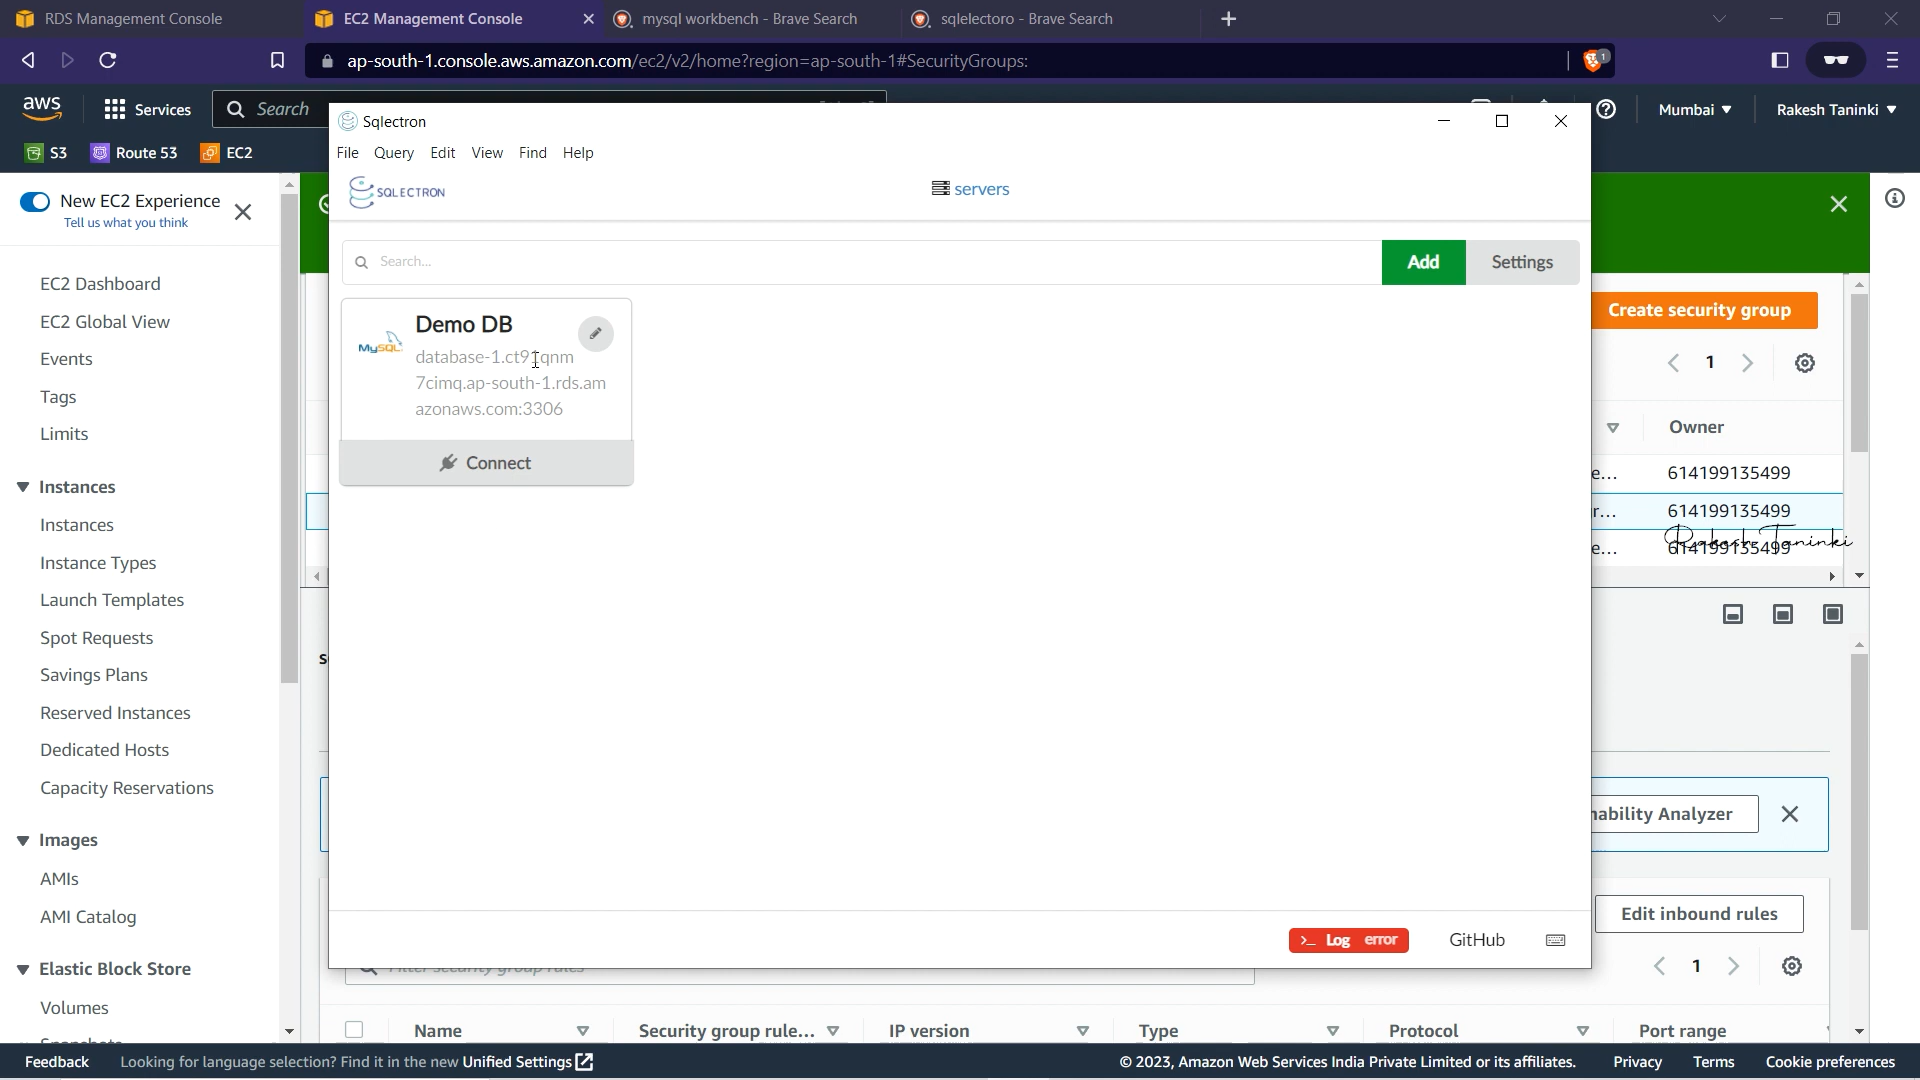 RDS Management Console
EC2 Management Console
mysql workbench - Brave Search
sqlelectoro - Brave Search
ap-south-1.console.aws.amazon.com/ec2/v2/home?region=ap-south-1#SecurityGroups:
1
aws
Services
Search
Mumbai
Rakesh Taninki
S3
Route 53
EC2
Sqlectron
File
Query
Edit
View
Find
Help
SQLECTRON
servers
New EC2 Experience
Tell us what you think
Search...
Add
Settings
EC2 Dashboard
EC2 Global View
Events
Tags
Limits
Instances
Instances
Instance Types
Launch Templates
Spot Requests
Savings Plans
Reserved Instances
Dedicated Hosts
Capacity Reservations
Images
AMIs
AMI Catalog
Elastic Block Store
Volumes
MySQL
Demo DB
database-1.ct91qnm
7cimq.ap-south-1.rds.am
azonaws.com:3306
Connect
Create security group
1
Owner
e... 614199135499
r... 614199135499
e... 614199135499
Rakesh Taninki
s
nability Analyzer
Edit inbound rules
1
>_ Log error
GitHub
Filter security group rules
Name
Security group rule...
IP version
Type
Protocol
Port range
Feedback
Looking for language selection? Find it in the new Unified Settings
© 2023, Amazon Web Services India Private Limited or its affiliates.
Privacy
Terms
Cookie preferences